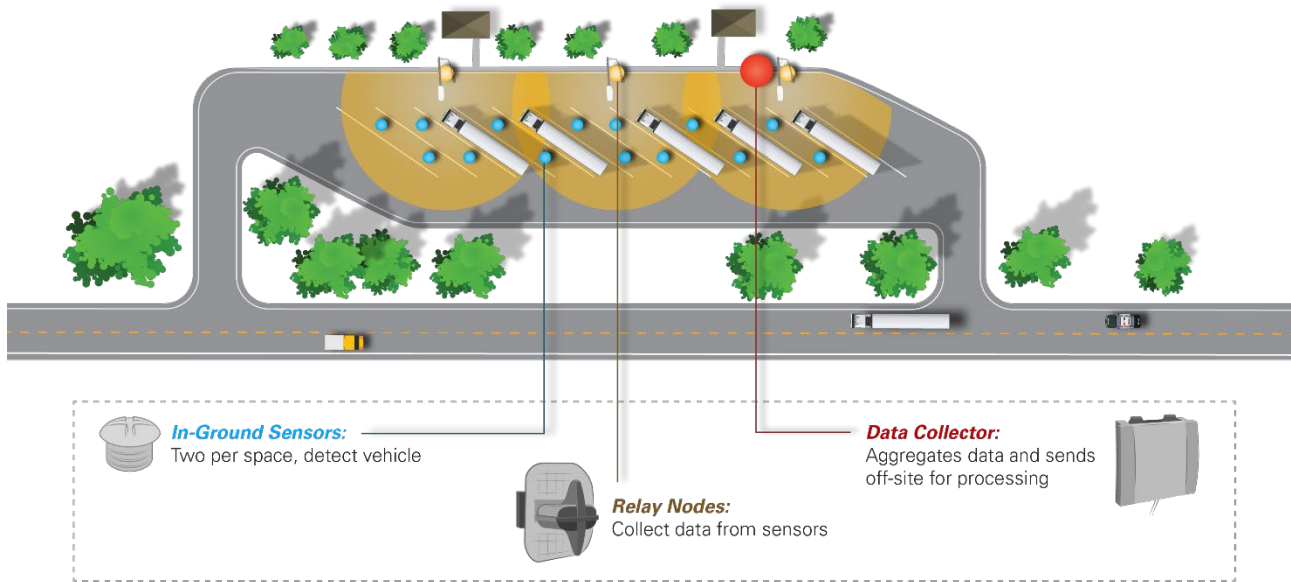 In-Ground Sensors:
Two per space, detect vehicle
Relay Nodes:
Collect data from sensors
Data Collector:
Aggregates data and sends
off-site for processing